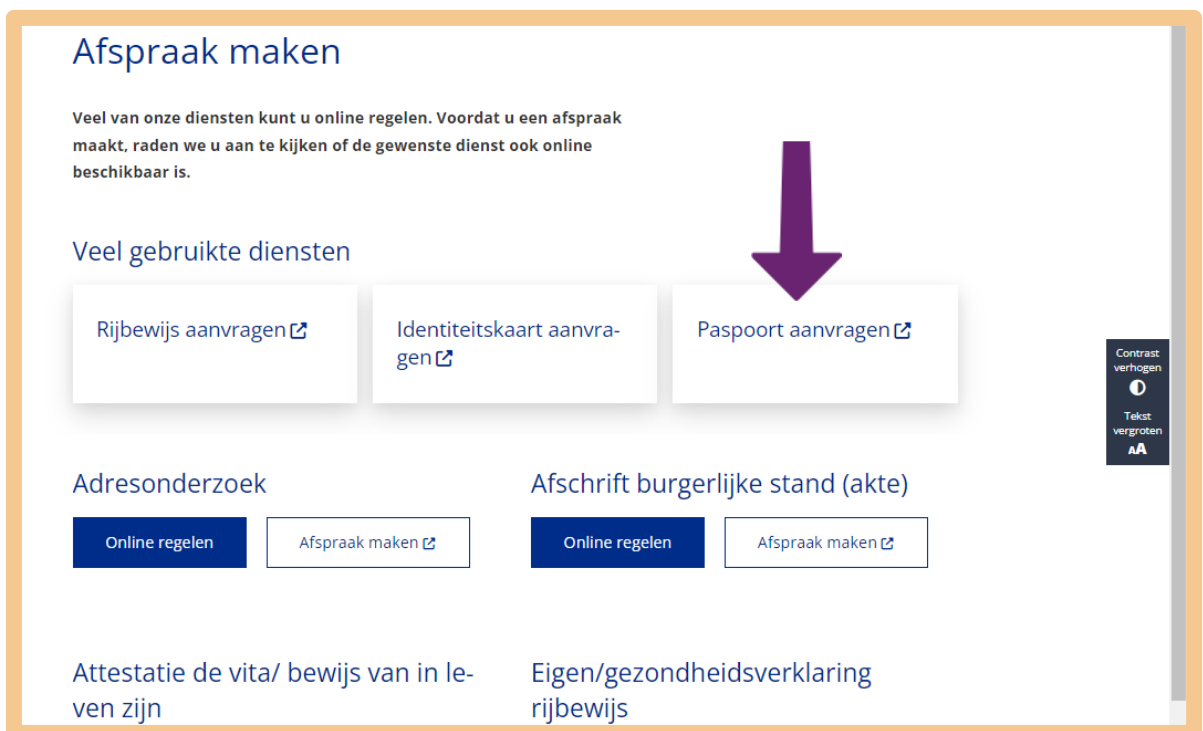 Afspraak maken
Veel van onze diensten kunt u online regelen. Voordat u een afspraak
maakt, raden we u aan te kijken of de gewenste dienst ook online
beschikbaar is.
Veel gebruikte diensten
Rijbewijs aanvragen
Identiteitskaart aanvra-
gen
Paspoort aanvragen
Contrast
verhogen
Tekst
vergroten
AA
Adresonderzoek
Online regelen
Afspraak maken
Afschrift burgerlijke stand (akte)
Online regelen
Afspraak maken
Attestatie de vita/ bewijs van in le-
ven zijn
Eigen/gezondheidsverklaring
rijbewijs